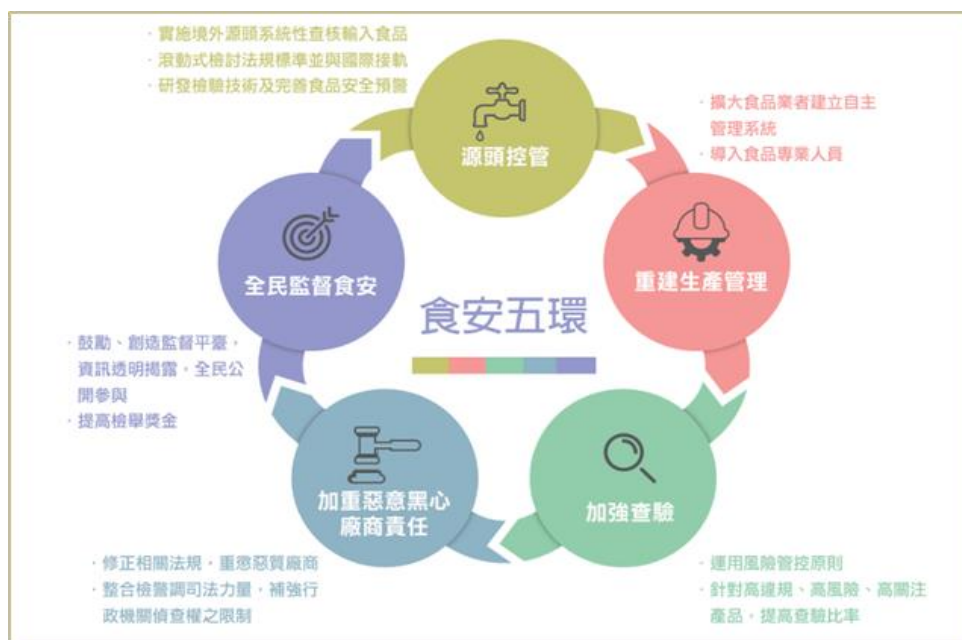 · 實施境外源頭系統性查核輸入食品
· 滾動式檢討法規標準並與國際接軌
· 研發檢驗技術及完善食品安全預警
源頭控管
· 擴大食品業者建立自主
管理系統
· 導入食品專業人員
重建生產管理
加強查驗
· 運用風險管控原則
· 針對高違規、高風險、高關注
產品，提高查驗比率
加重惡意黑心
廠商責任
· 修正相關法規，重懲惡質廠商
· 整合檢警調司法力量，補強行
政機關偵查權之限制
全民監督食安
· 鼓勵、創造監督平臺，
資訊透明揭露，全民公
開參與
· 提高檢舉獎金
食安五環